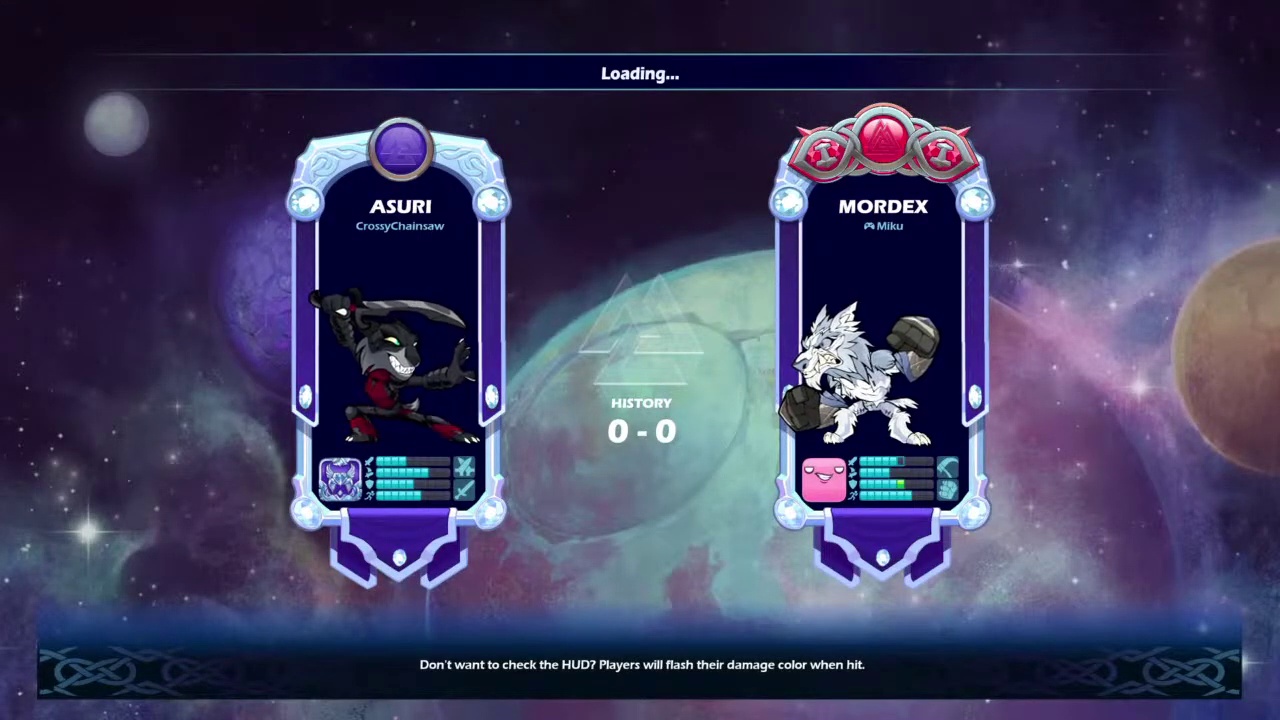 Loading...
ASURI
CrossyChainsaw
MORDEX
Miku
HISTORY
0 - 0
Don't want to check the HUD? Players will flash their damage color when hit.